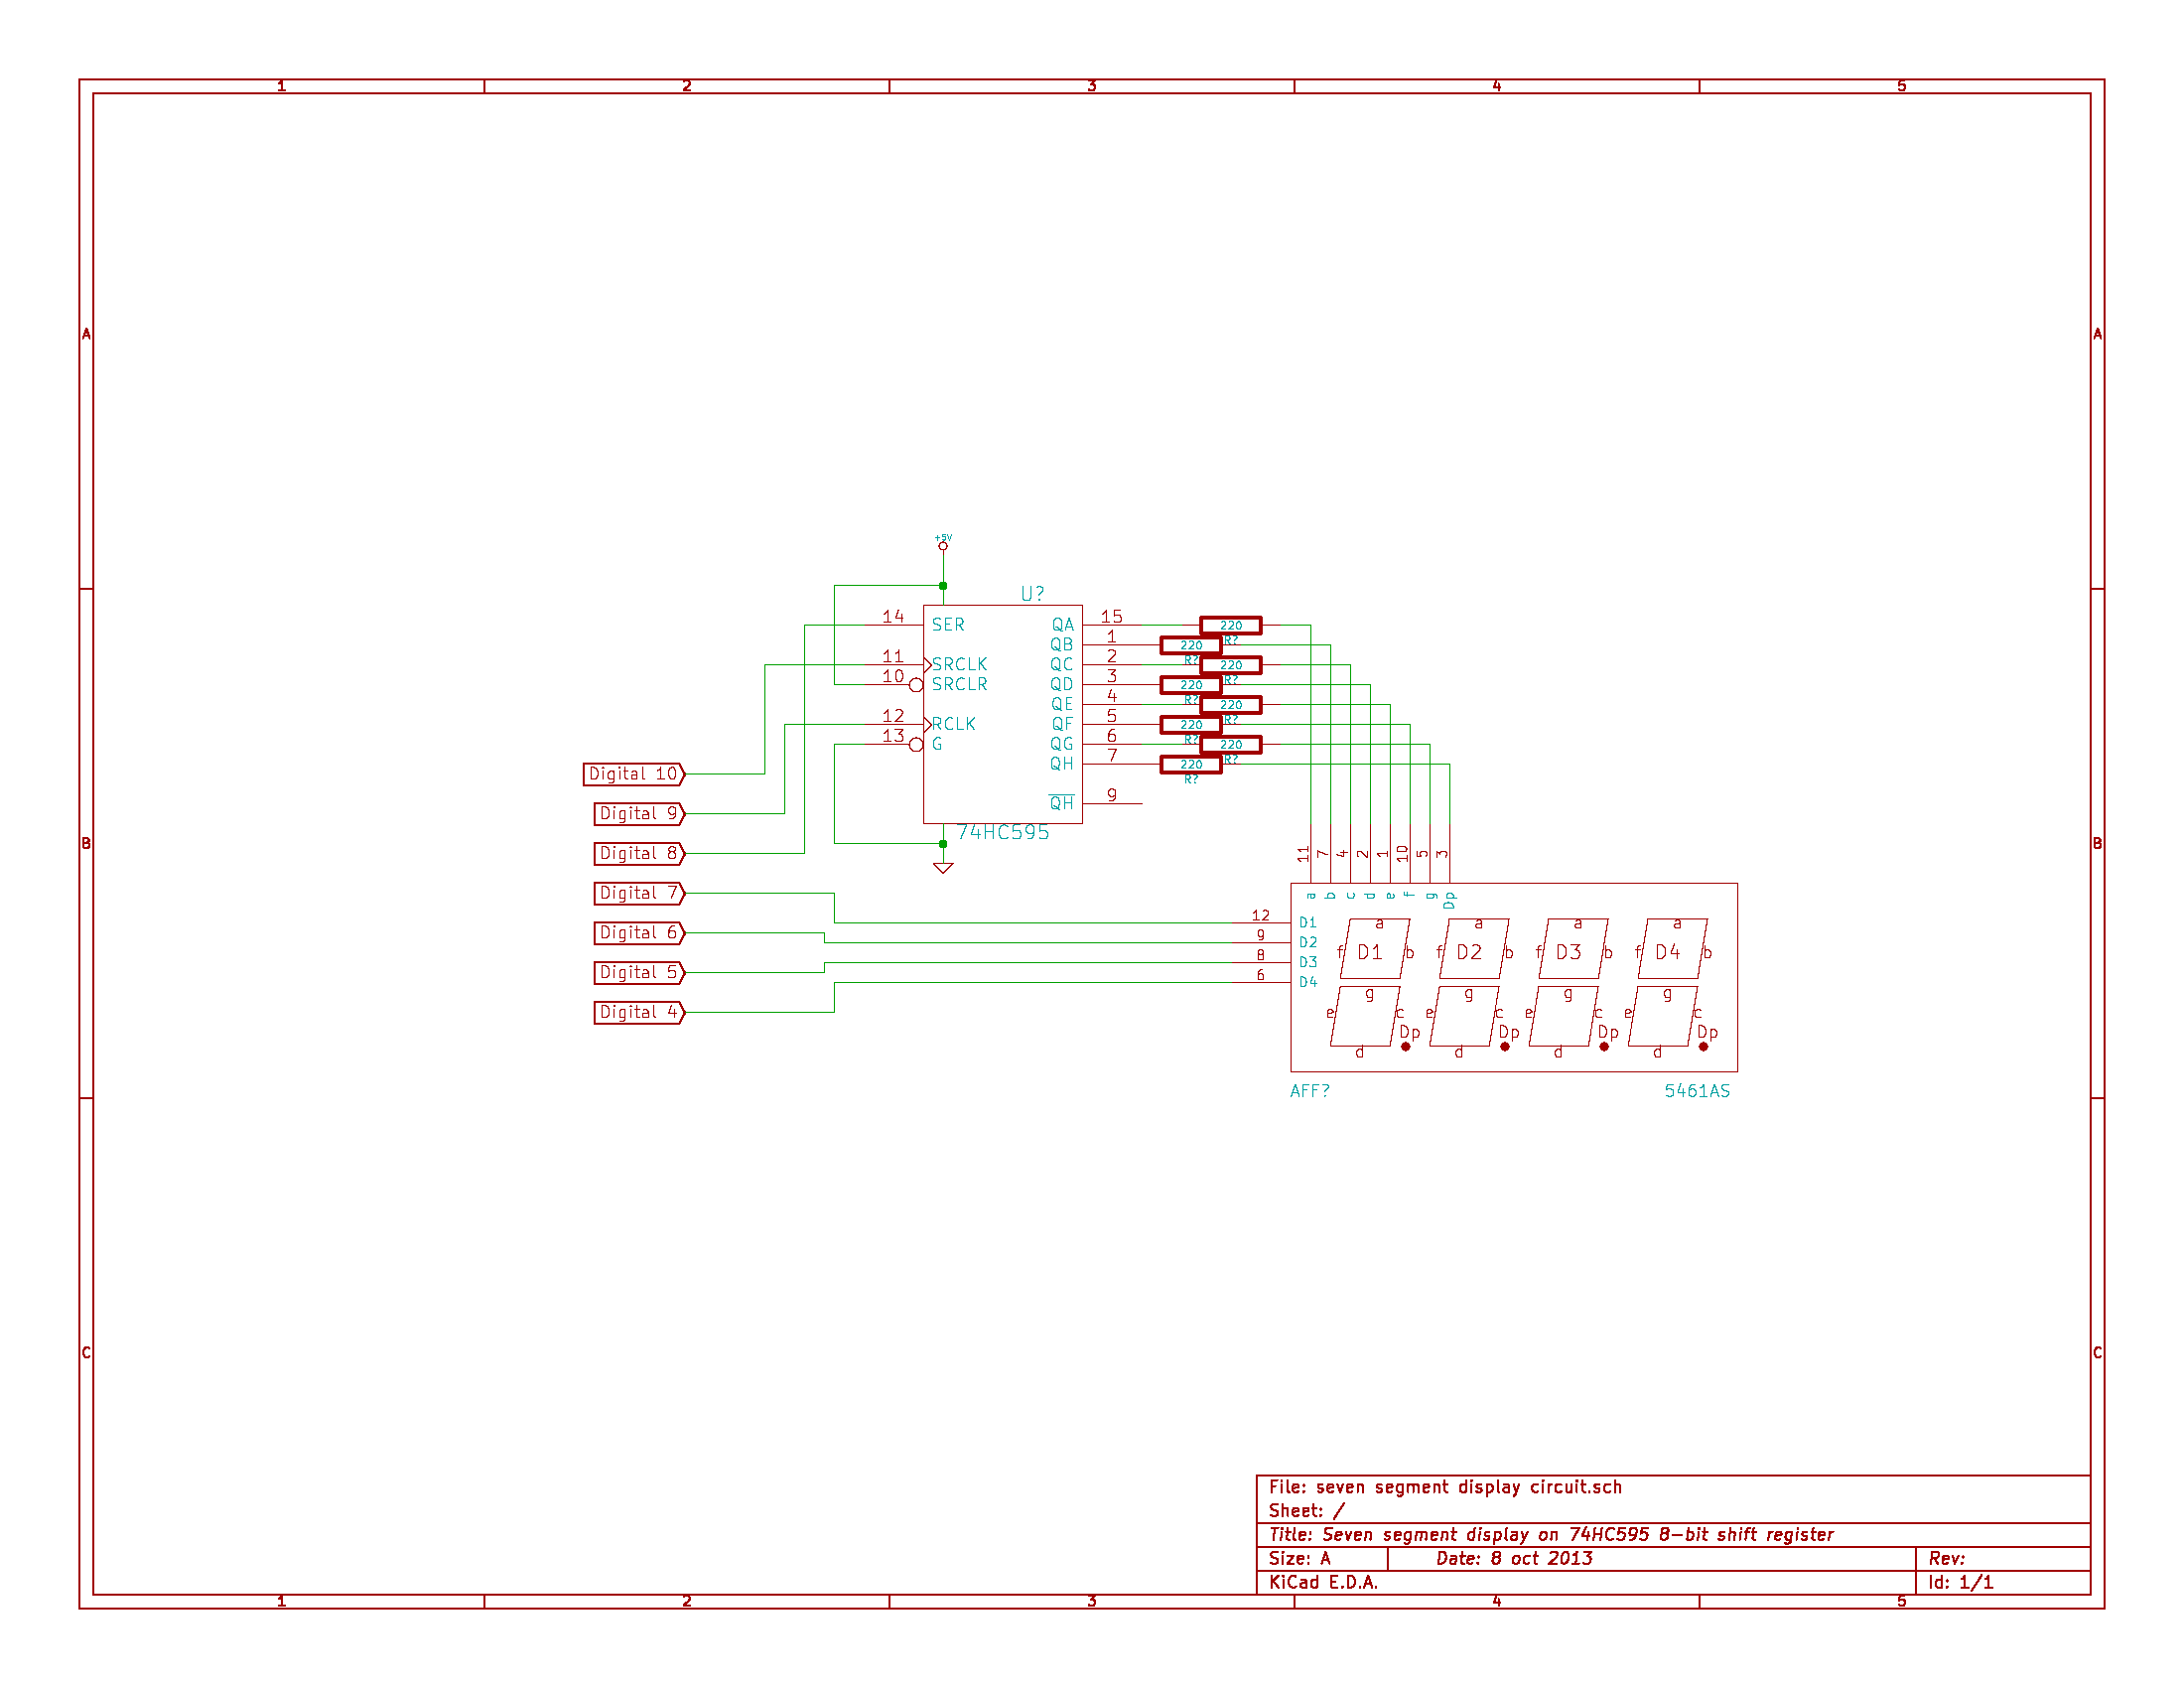 1 2 3 4 5
A A
+5V
U?
14 SER QA 15 220
R?
QB 1 220
R?
11 SRCLK QC 2 220
R?
10 SRCLR QD 3 220
R?
QE 4 220
R?
12 RCLK QF 5 220
R?
13 G QG 6 220
R?
QH 7 220
R?
QH 9
74HC595
Digital 10
Digital 9
Digital 8
Digital 7
Digital 6
Digital 5
Digital 4
B B
11 7 4 2 1 10 5 3
a b c d e f g Dp
12 D1
9 D2
8 D3
6 D4
a a a a
f D1 b f D2 b f D3 b f D4 b
g g g g
e c e c e c e c
Dp Dp Dp Dp
d d d d
AFF? 5461AS
C C
File: seven segment display circuit.sch
Sheet: /
Title: Seven segment display on 74HC595 8-bit shift register
Size: A Date: 8 oct 2013 Rev:
KiCad E.D.A. Id: 1/1
1 2 3 4 5